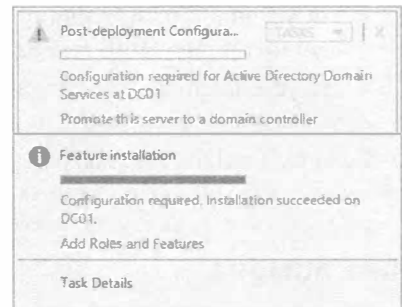 Post-deployment Configura...
TASKS
X
Configuration required for Active Directory Domain
Services at DC01
Promote this server to a domain controller
Feature installation
Configuration required. Installation succeeded on
DC01.
Add Roles and Features
Task Details